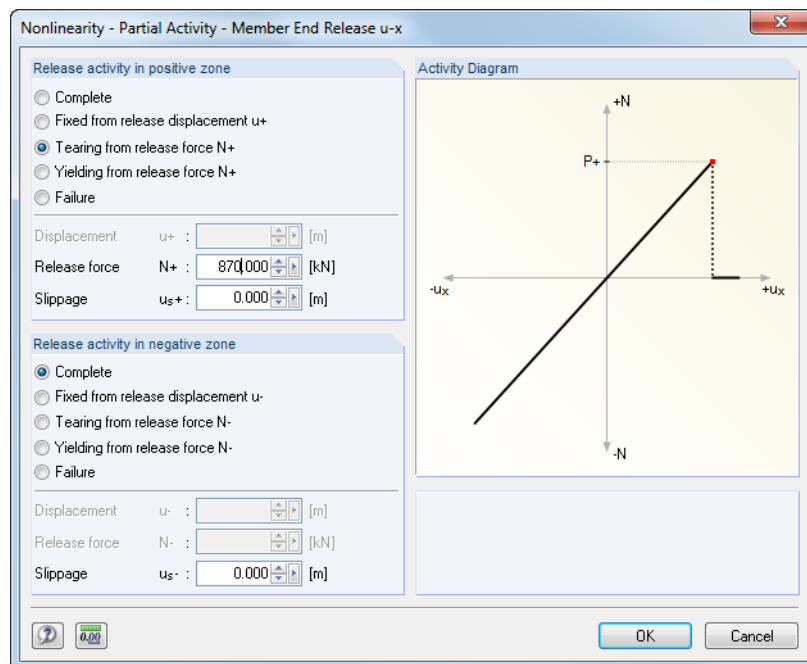 Nonlinearity - Partial Activity - Member End Release u-x
Release activity in positive zone
Complete
Fixed from release displacement u+
Tearing from release force N+
Yielding from release force N+
Failure
Displacement u+ : [m]
Release force N+ : 870.000 [kN]
Slippage us+ : 0.000 [m]
Release activity in negative zone
Complete
Fixed from release displacement u-
Tearing from release force N-
Yielding from release force N-
Failure
Displacement u- : [m]
Release force N- : [kN]
Slippage us- : 0.000 [m]
Activity Diagram
+N
P+
-ux
+ux
-N
0.00
OK
Cancel